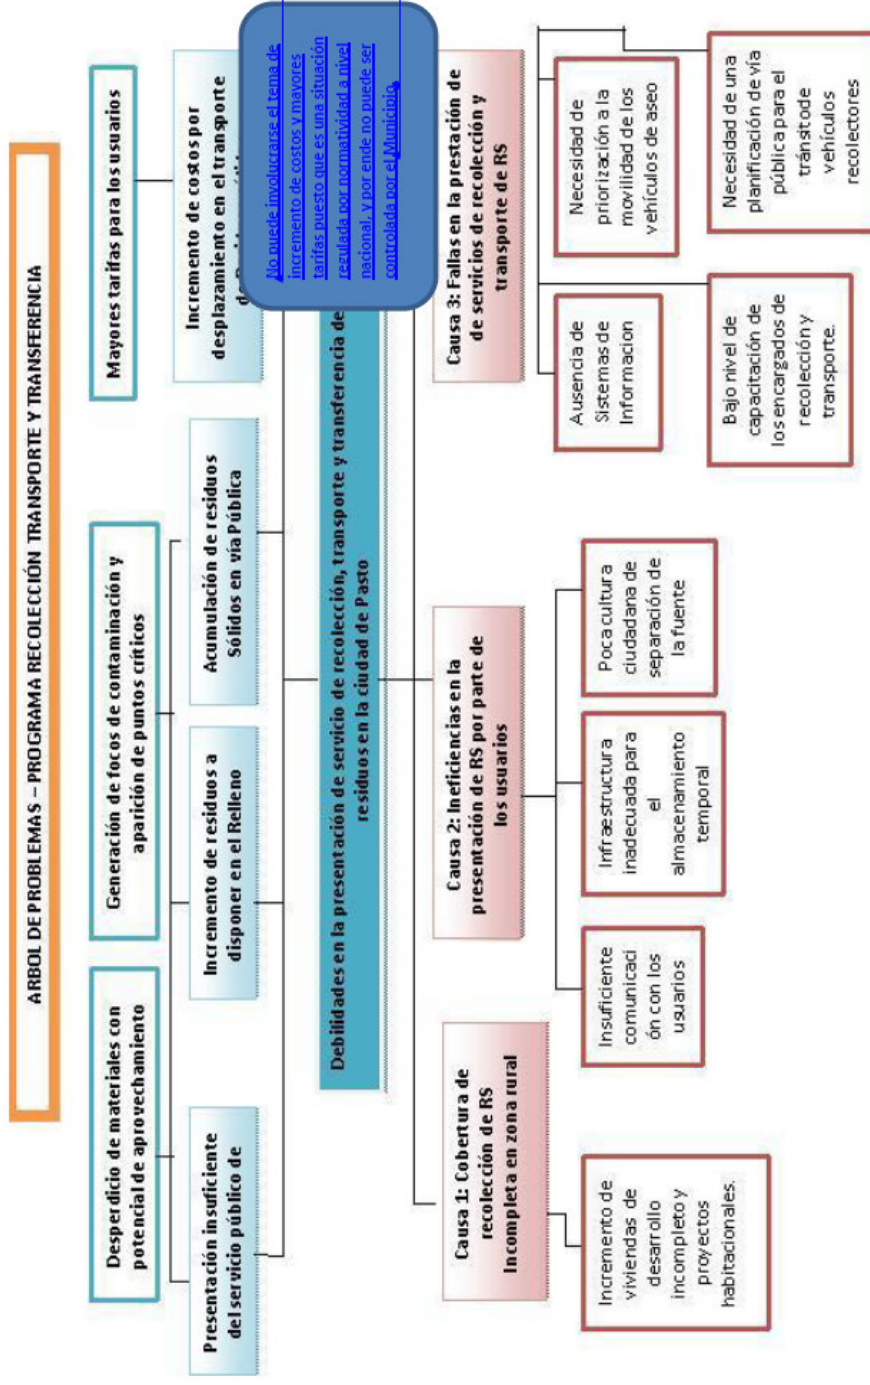 ARBOL DE PROBLEMAS – PROGRAMA RECOLECCIÓN TRANSPORTE Y TRANSFERENCIA
Desperdicio de materiales con
potencial de aprovechamiento
Generación de focos de contaminación y
aparición de puntos críticos
Mayores tarifas para los usuarios
Presentación insuficiente
del servicio público de
Incremento de residuos a
disponer en el Relleno
Acumulación de residuos
Sólidos en vía Pública
Incremento de costos por
desplazamiento en el transporte
No puede involucrarse el tema de
incremento de costos y mayores
tarifas puesto que es una situación
regulada por normatividad a nivel
nacional, y por ende no puede ser
controlada por el Municipio.
Debilidades en la presentación de servicio de recolección, transporte y transferencia de
residuos en la ciudad de Pasto
Causa 1: Cobertura de
recolección de RS
Incompleta en zona rural
Causa 2: Ineficiencias en la
presentación de RS por parte de
los usuarios
Causa 3: Fallas en la prestación de
de servicios de recolección y
transporte de RS
Incremento de
viviendas de
desarrollo
incompleto y
proyectos
habitacionales.
Insuficiente
comunicaci
ón con los
usuarios
Infraestructura
inadecuada para
el
almacenamiento
temporal
Poca cultura
ciudadana de
separación de
la fuente
Ausencia de
Sistemas de
Informacion
Necesidad de
priorización a la
movilidad de los
vehículos de aseo
Bajo nivel de
capacitación de
los encargados de
recolección y
transporte.
Necesidad de una
planificación de vía
pública para el
tránsto de
vehículos
recolectores